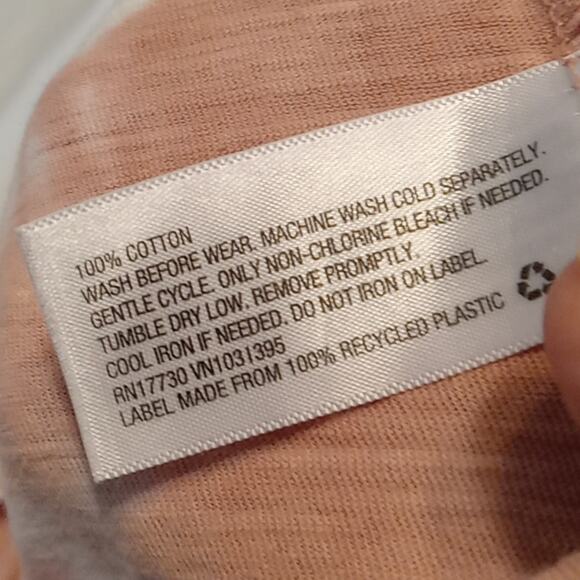 100% COTTON
WASH BEFORE WEAR. MACHINE WASH COLD SEPARATELY.
GENTLE CYCLE. ONLY NON-CHLORINE BLEACH IF NEEDED.
TUMBLE DRY LOW. REMOVE PROMPTLY.
COOL IRON IF NEEDED. DO NOT IRON ON LABEL.
RN17730 VN1031395
LABEL MADE FROM 100% RECYCLED PLASTIC